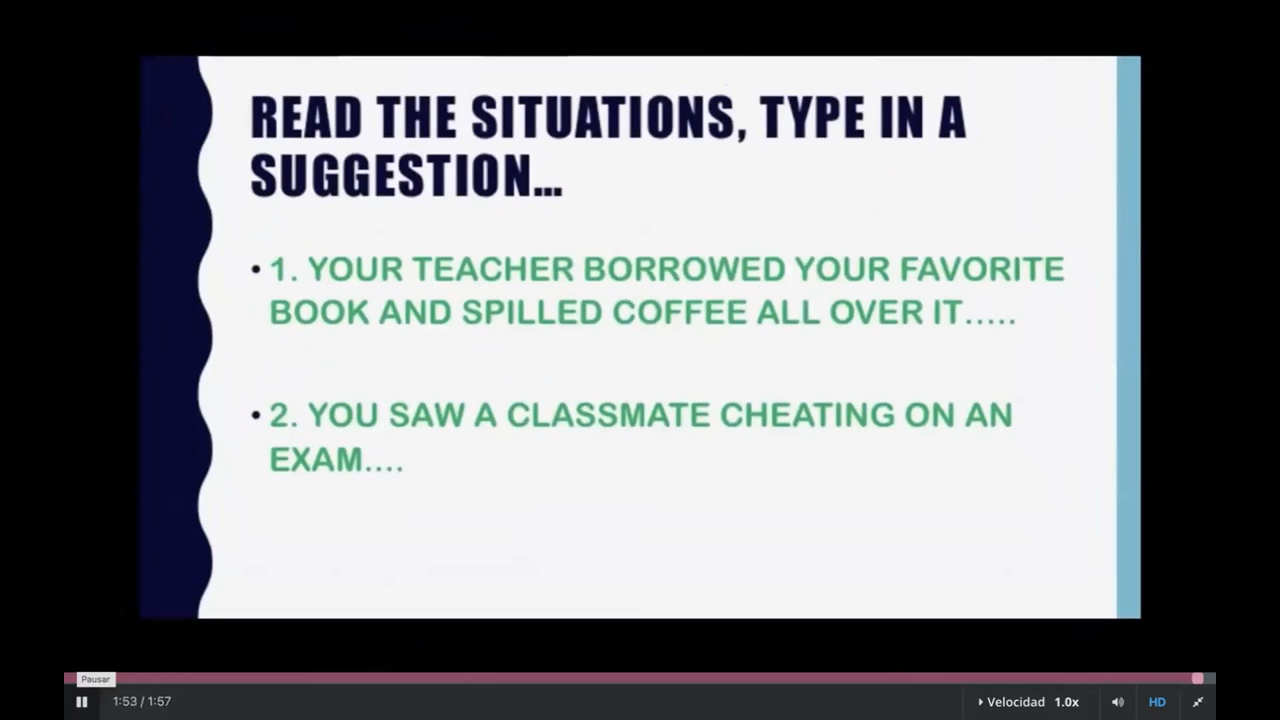 READ THE SITUATIONS, TYPE IN A
SUGGESTION...
• 1. YOUR TEACHER BORROWED YOUR FAVORITE
BOOK AND SPILLED COFFEE ALL OVER IT.....
• 2. YOU SAW A CLASSMATE CHEATING ON AN
EXAM....
Pausar
1:53 / 1:57
Velocidad 1.0x
HD